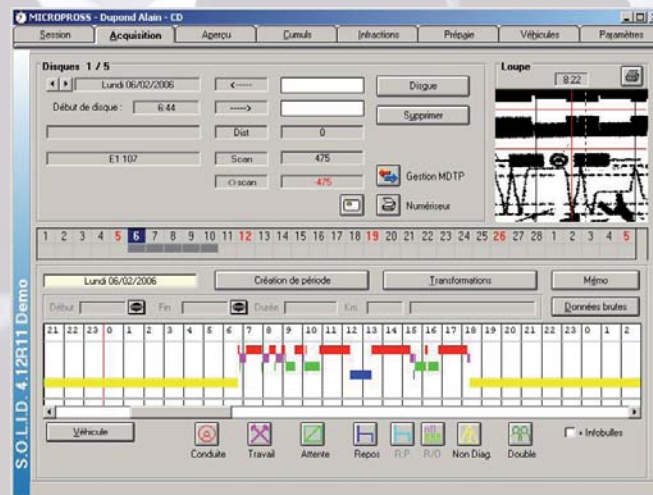 MICROPROSS - Dupond Alain - CD
Session Acquisition Aperçu Cumuls Infractions Prépaie Véhicules Paramètres
Disques 1 / 5
Loupe
Lundi 06/02/2006 <----- Disque 8:22
Début de disque : 6:44 -----> Supprimer
Dist 0
E1 107 Scan 475 Gestion MDTP
<>scan -475
Numériseur
1 2 3 4 5 6 7 8 9 10 11 12 13 14 15 16 17 18 19 20 21 22 23 24 25 26 27 28 1 2 3 4 5
Lundi 06/02/2006 Création de période Transformations Mémo
Début Fin Durée Km Données brutes
21 22 23 0 1 2 3 4 5 6 7 8 9 10 11 12 13 14 15 16 17 18 19 20 21 22 23 0 1 2
Véhicule + Infobulles
Conduite Travail Attente Repos R.P R/O Non Diag. Double
S.O.L.I.D. 4.12R11 Demo